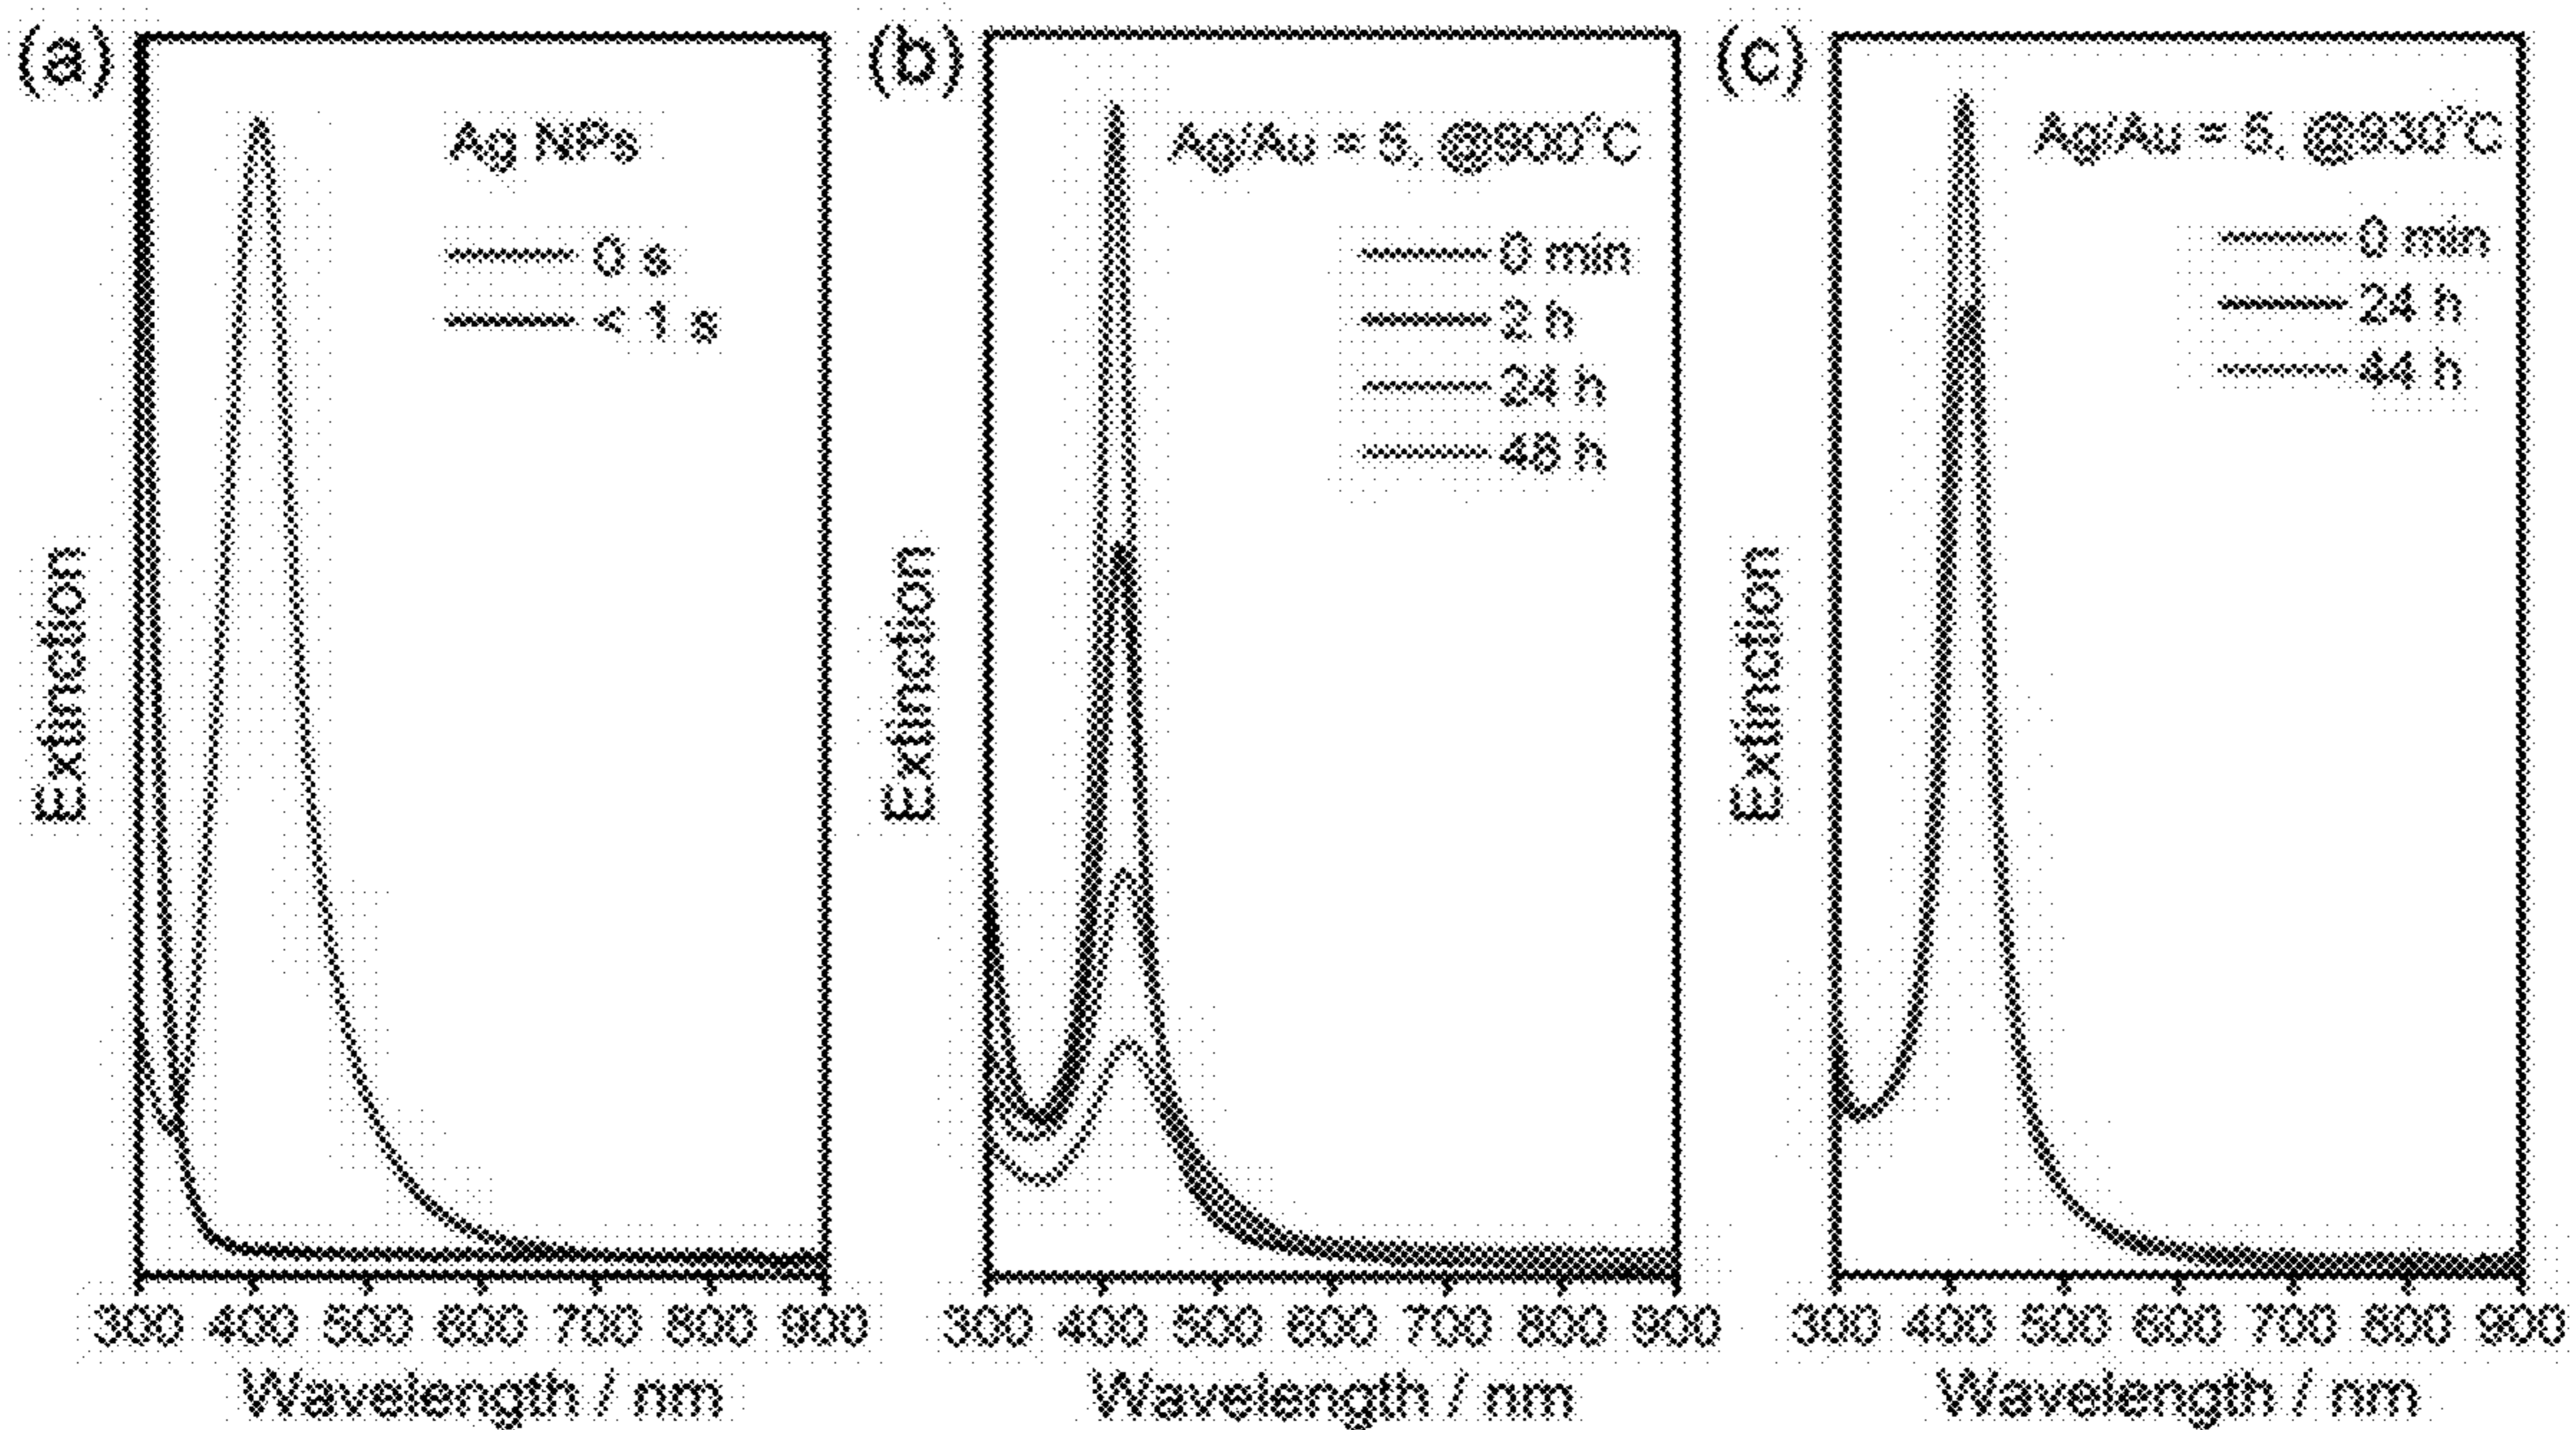 (a)
Ag NPs
0 s
< 1 s
Extinction
300 400 500 600 700 800 900
Wavelength / nm
(b)
Ag/Au = 5, @900°C
0 min
2 h
24 h
48 h
Extinction
300 400 500 600 700 800 900
Wavelength / nm
(c)
Ag/Au = 5, @930°C
0 min
24 h
44 h
Extinction
300 400 500 600 700 800 900
Wavelength / nm